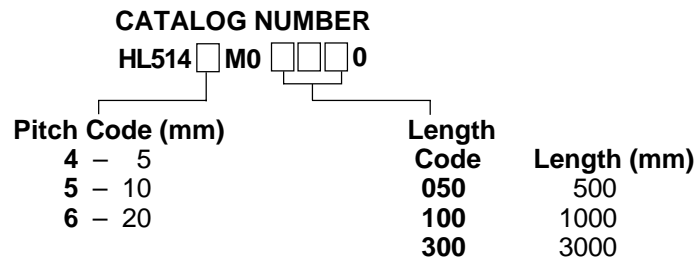 CATALOG NUMBER
HL514 □ M0 □□□ 0
Pitch Code (mm)
4 – 5
5 – 10
6 – 20
Length
Code Length (mm)
050 500
100 1000
300 3000